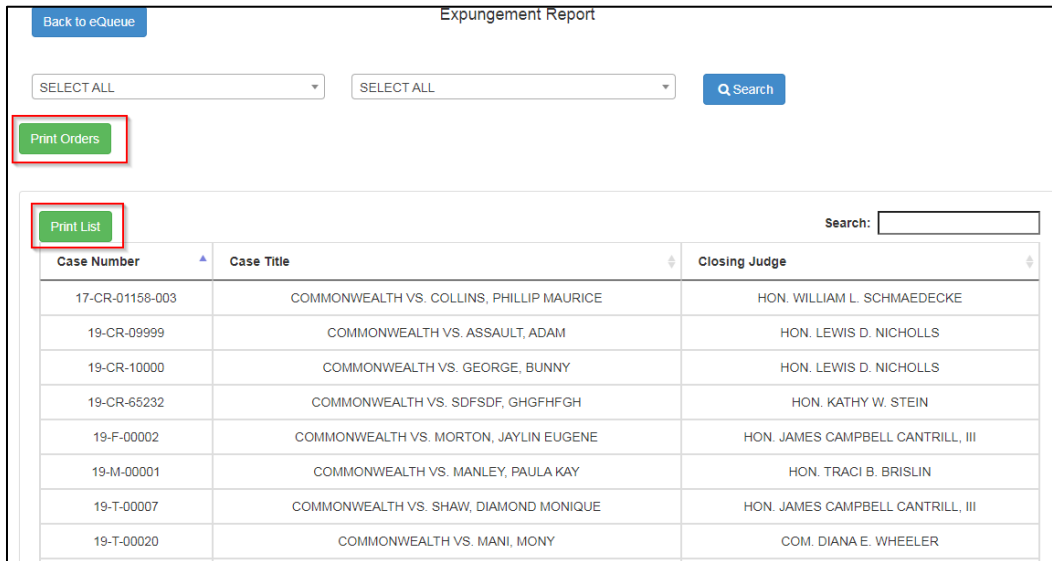 Back to eQueue
Expungement Report
SELECT ALL SELECT ALL Search
Print Orders
Print List Search:
Case Number Case Title Closing Judge
17-CR-01158-003 COMMONWEALTH VS. COLLINS, PHILLIP MAURICE HON. WILLIAM L. SCHMAEDECKE
19-CR-09999 COMMONWEALTH VS. ASSAULT, ADAM HON. LEWIS D. NICHOLLS
19-CR-10000 COMMONWEALTH VS. GEORGE, BUNNY HON. LEWIS D. NICHOLLS
19-CR-65232 COMMONWEALTH VS. SDFSDF, GHGFHFGH HON. KATHY W. STEIN
19-F-00002 COMMONWEALTH VS. MORTON, JAYLIN EUGENE HON. JAMES CAMPBELL CANTRILL, III
19-M-00001 COMMONWEALTH VS. MANLEY, PAULA KAY HON. TRACI B. BRISLIN
19-T-00007 COMMONWEALTH VS. SHAW, DIAMOND MONIQUE HON. JAMES CAMPBELL CANTRILL, III
19-T-00020 COMMONWEALTH VS. MANI, MONY COM. DIANA E. WHEELER